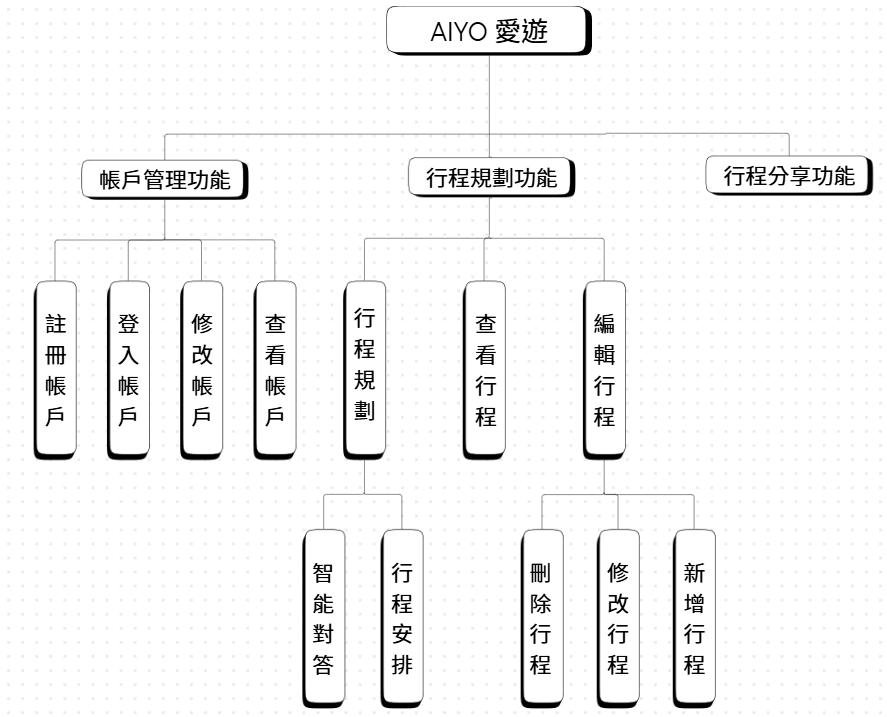 AIYO 愛遊
帳戶管理功能
行程規劃功能
行程分享功能
註冊帳戶
登入帳戶
修改帳戶
查看帳戶
行程規劃
查看行程
編輯行程
智能對答
行程安排
刪除行程
修改行程
新增行程